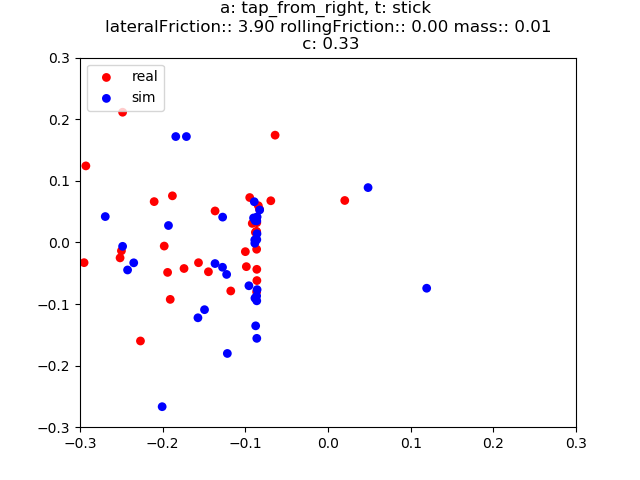 a: tap_from_right, t: stick
lateralFriction:: 3.90 rollingFriction:: 0.00 mass:: 0.01
c: 0.33
real
sim
0.3
0.2
0.1
0.0
−0.1
−0.2
−0.3
−0.3 −0.2 −0.1 0.0 0.1 0.2 0.3